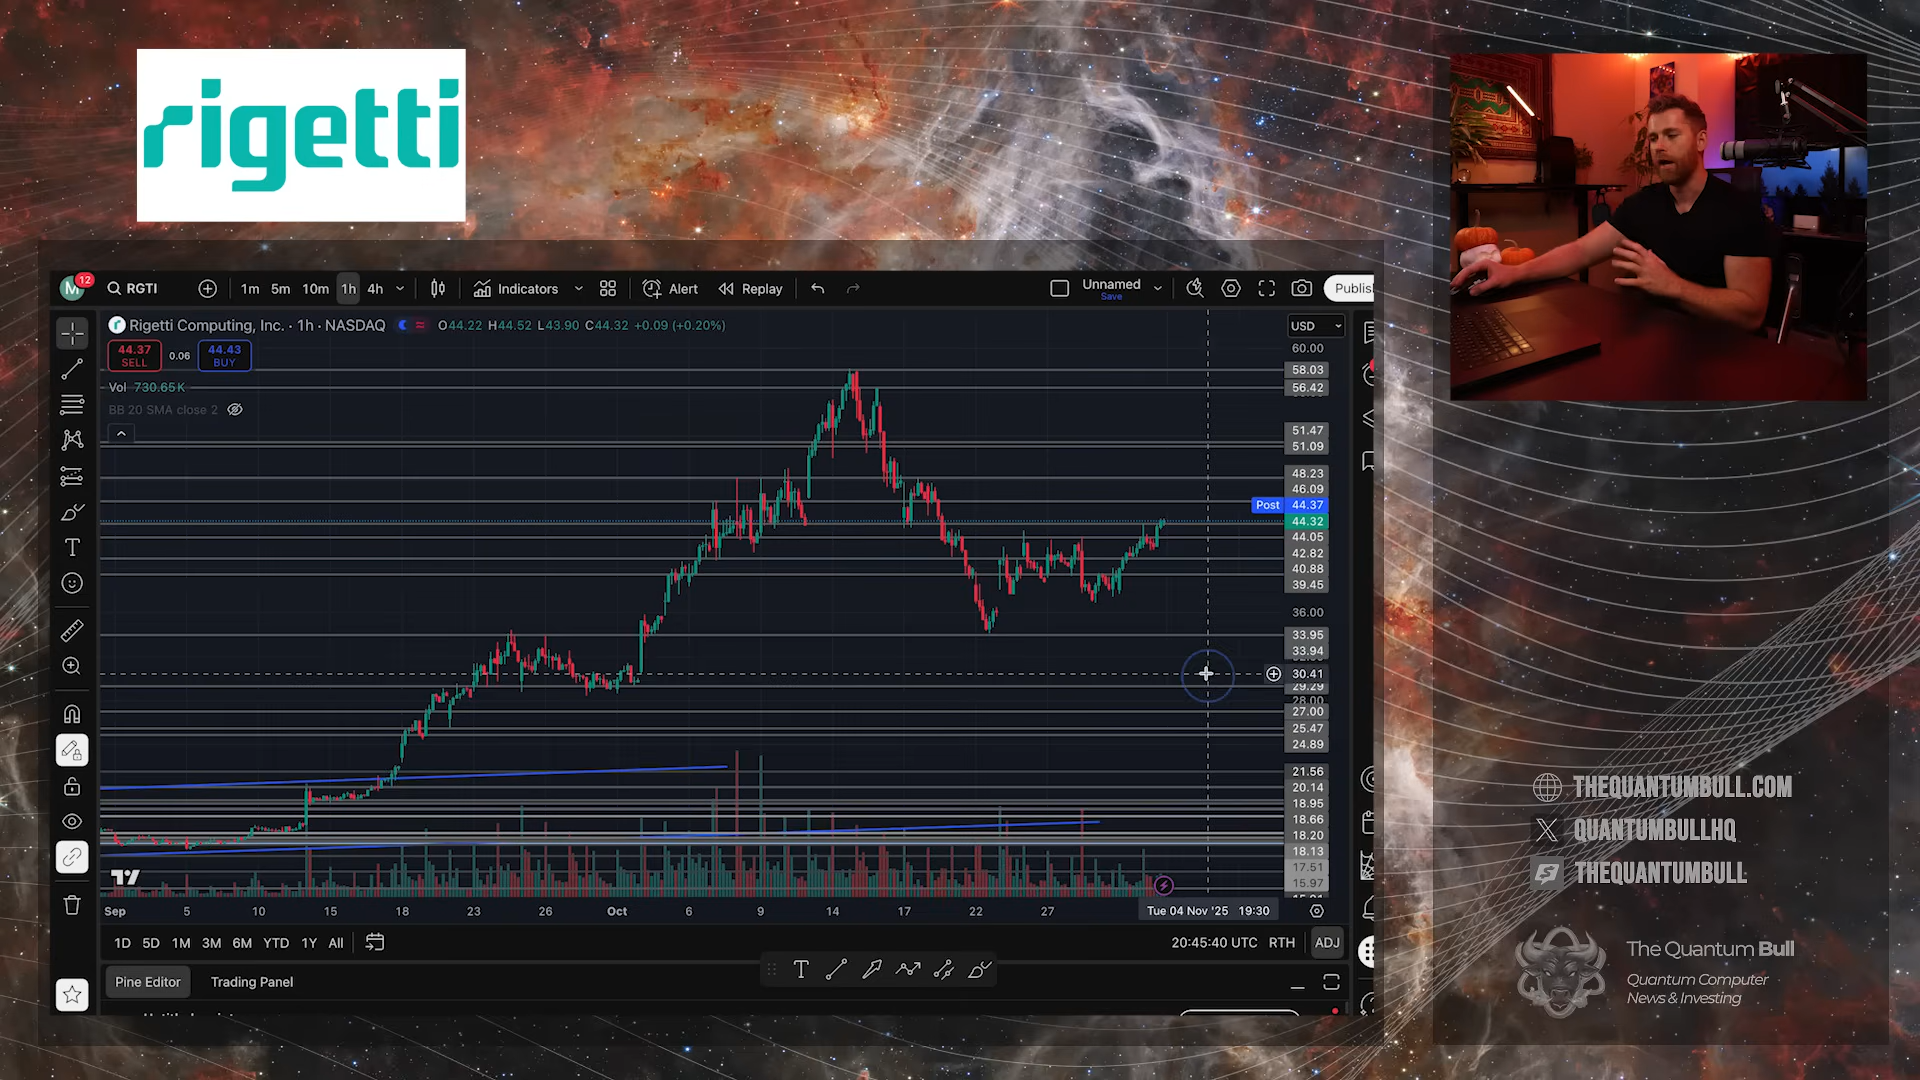 rigetti
M
12
RGTI
1m 5m 10m 1h 4h
Indicators
Alert
Replay
Unnamed
Save
Publis
Rigetti Computing, Inc. · 1h · NASDAQ
O44.22 H44.52 L43.90 C44.32 +0.09 (+0.20%)
44.37
SELL
0.06
44.43
BUY
Vol 730.65K
BB 20 SMA close 2
USD
60.00
58.03
56.42
51.47
51.09
48.23
46.09
Post 44.37
44.32
44.05
42.82
40.88
39.45
36.00
33.95
33.94
30.41
29.29
28.00
27.00
25.47
24.89
21.56
20.14
18.95
18.66
18.20
18.13
17.51
15.97
Sep 5 10 15 18 23 26 Oct 6 9 14 17 22 27
Tue 04 Nov '25 19:30
1D 5D 1M 3M 6M YTD 1Y All
20:45:40 UTC RTH ADJ
Pine Editor
Trading Panel
THEQUANTUMBULL.COM
QUANTUMBULLHQ
THEQUANTUMBULL
The Quantum Bull
Quantum Computer
News & Investing